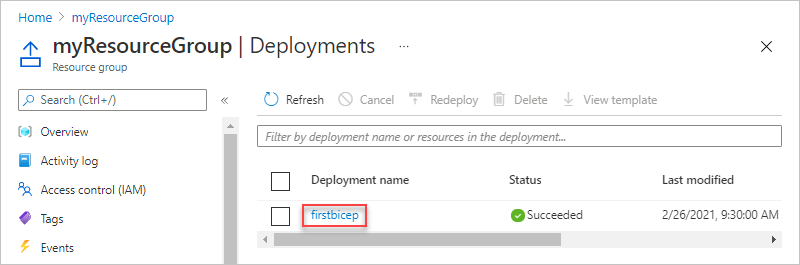 Home > myResourceGroup
myResourceGroup | Deployments ...
Resource group
Search (Ctrl+/)
«
Refresh
Cancel
Redeploy
Delete
View template
Overview
Activity log
Access control (IAM)
Tags
Events
Filter by deployment name or resources in the deployment...
Deployment name Status Last modified
firstbicep Succeeded 2/26/2021, 9:30:00 AM